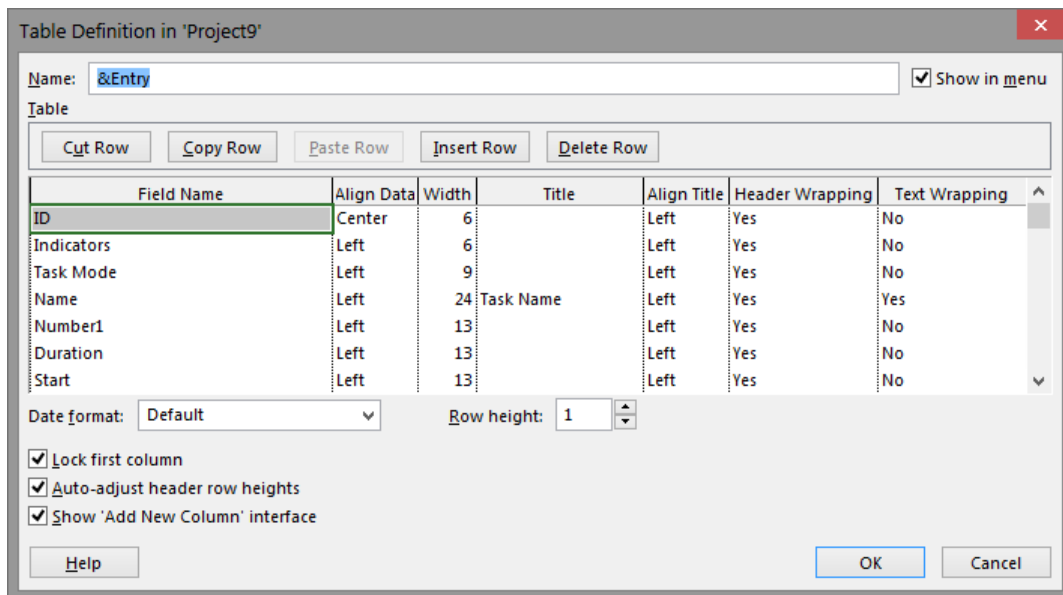 Table Definition in 'Project9'
Name: &Entry Show in menu
Table
Cut Row Copy Row Paste Row Insert Row Delete Row
Field Name Align Data Width Title Align Title Header Wrapping Text Wrapping
ID Center 6 Left Yes No
Indicators Left 6 Left Yes No
Task Mode Left 9 Left Yes No
Name Left 24 Task Name Left Yes Yes
Number1 Left 13 Left Yes No
Duration Left 13 Left Yes No
Start Left 13 Left Yes No
Date format: Default Row height: 1
Lock first column
Auto-adjust header row heights
Show 'Add New Column' interface
Help OK Cancel